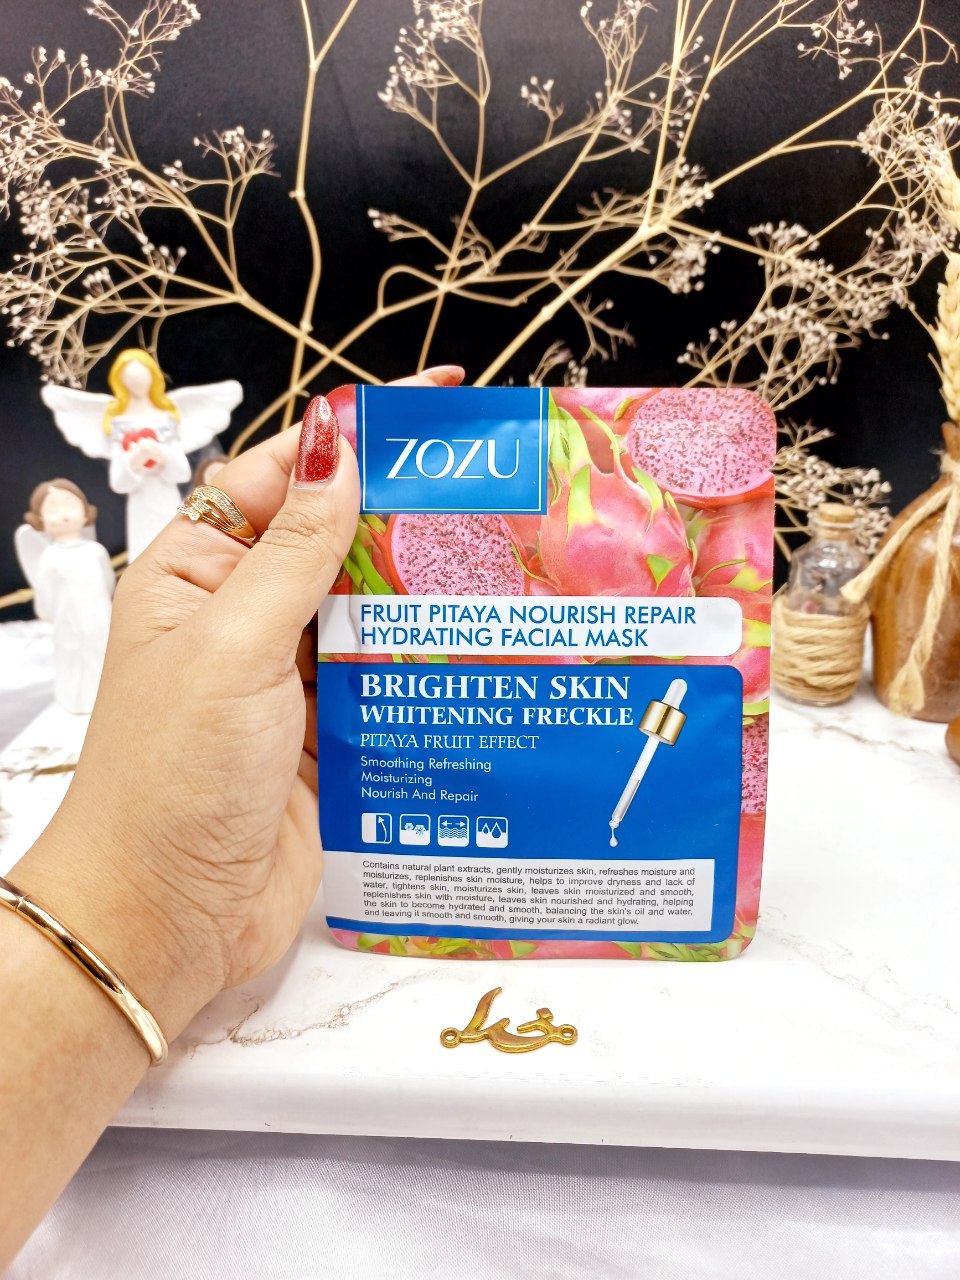 ZOZU
FRUIT PITAYA NOURISH REPAIR
HYDRATING FACIAL MASK
BRIGHTEN SKIN
WHITENING FRECKLE
PITAYA FRUIT EFFECT
Smoothing Refreshing
Moisturizing
Nourish And Repair
Contains natural plant extracts, gently moisturizes skin, refreshes moisture and
moisturizes, replenishes skin moisture, helps to improve dryness and lack of
water, tightens skin, moisturizes skin, leaves skin moisturized and smooth,
replenishes skin with moisture, leaves skin nourished and hydrating, helping
the skin to become hydrated and smooth, balancing the skin's oil and water,
and leaving it smooth and smooth, giving your skin a radiant glow.